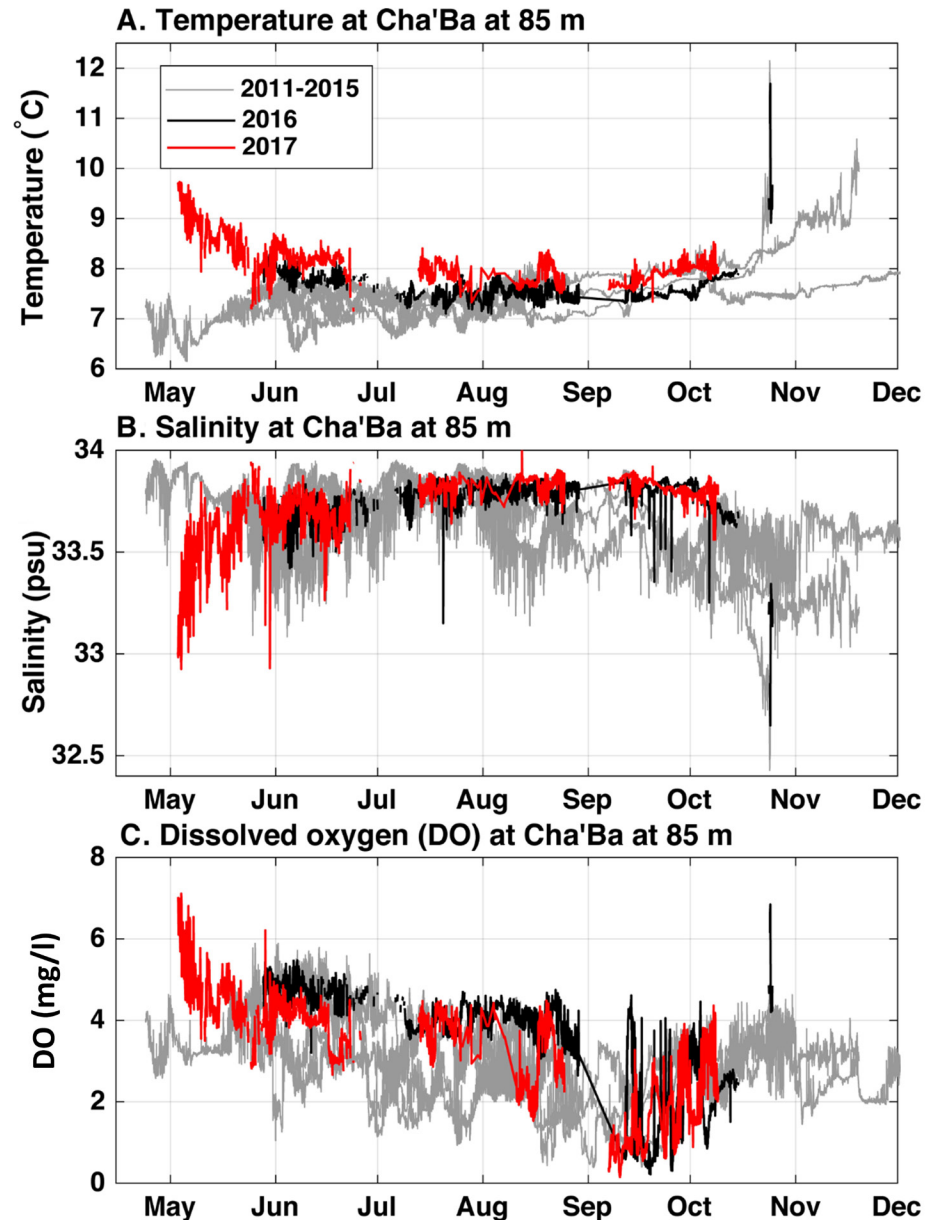 A. Temperature at Cha'Ba at 85 m
Temperature (°C)
12
11
10
9
8
7
6
2011-2015
2016
2017
May Jun Jul Aug Sep Oct Nov Dec
B. Salinity at Cha'Ba at 85 m
Salinity (psu)
34
33.5
33
32.5
May Jun Jul Aug Sep Oct Nov Dec
C. Dissolved oxygen (DO) at Cha'Ba at 85 m
DO (mg/l)
8
6
4
2
0
May Jun Jul Aug Sep Oct Nov Dec